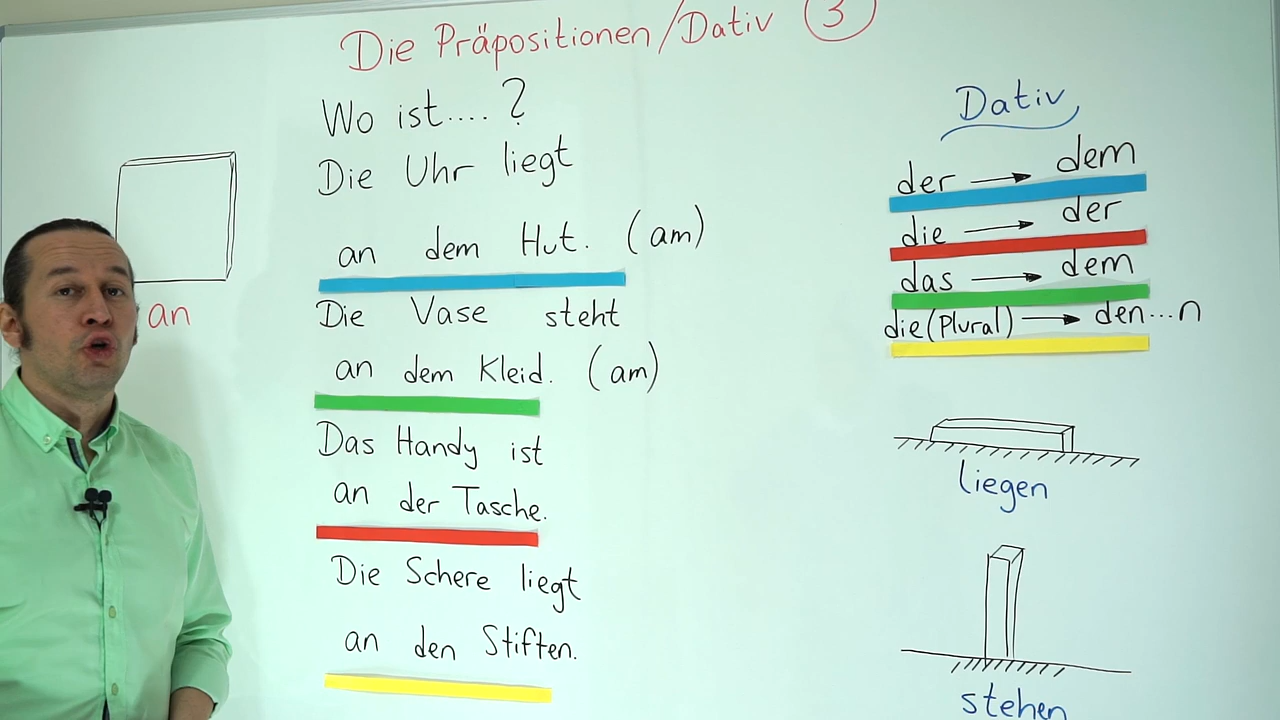 Die Präpositionen/Dativ 3
Wo ist....?
Die Uhr liegt
an dem Hut. (am)
Die Vase steht
an dem Kleid. (am)
Das Handy ist
an der Tasche.
Die Schere liegt
an den Stiften.
an
Dativ
der → dem
die → der
das → dem
die (Plural) → den...n
liegen
stehen